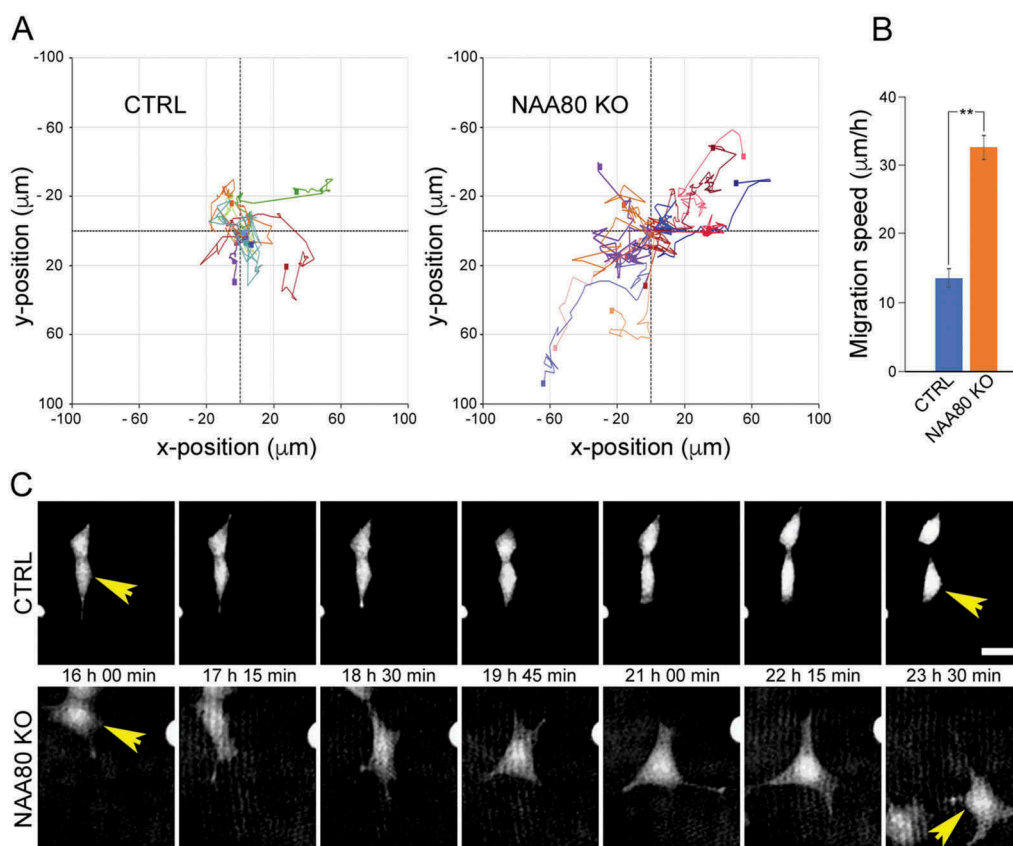 A
B
-100
-60
-20
20
60
100
y-position (μm)
CTRL
-100
-60
-20
20
60
100
x-position (μm)
-100
-60
-20
20
60
100
y-position (μm)
NAA80 KO
-100
-60
-20
20
60
100
x-position (μm)
40
30
20
10
0
Migration speed (μm/h)
**
CTRL
NAA80 KO
C
CTRL
16 h 00 min
17 h 15 min
18 h 30 min
19 h 45 min
21 h 00 min
22 h 15 min
23 h 30 min
NAA80 KO